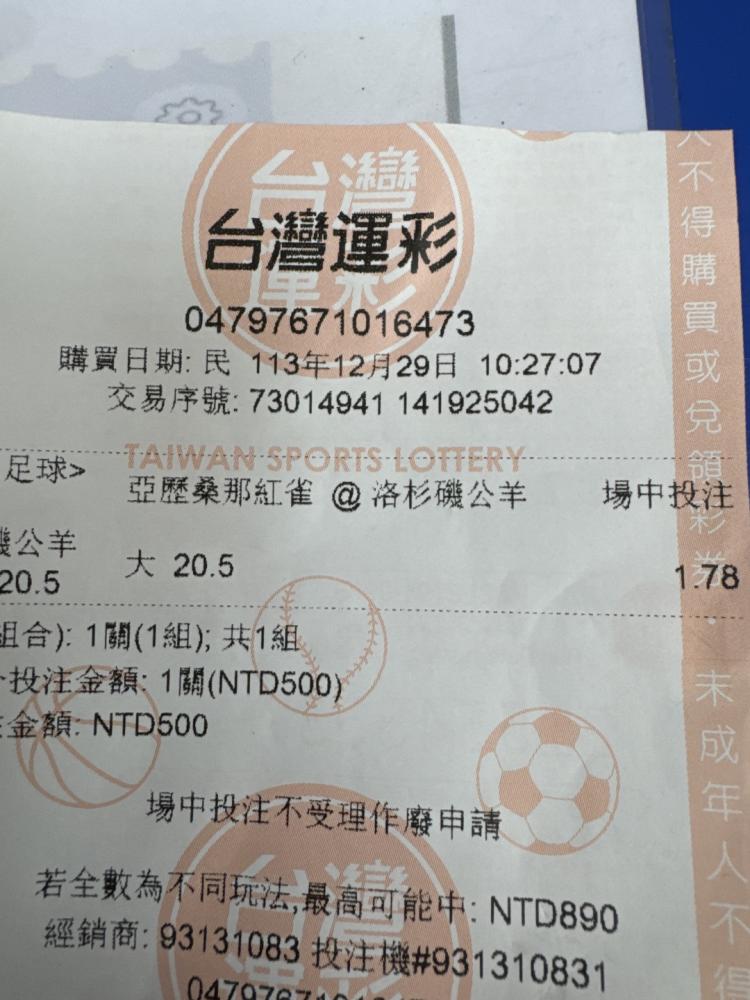 台灣運彩
04797671016473
購買日期: 民 113年12月29日 10:27:07
交易序號: 73014941 141925042
TAIWAN SPORTS LOTTERY
足球>
亞歷桑那紅雀 @ 洛杉磯公羊 場中投注
磯公羊
20.5 大 20.5 1.78
組合): 1關(1組); 共1組
投注金額: 1關(NTD500)
金額: NTD500
場中投注不受理作廢申請
若全數為不同玩法,最高可能中: NTD890
經銷商: 93131083 投注機#931310831
人不得購買或兌領彩券・未成年人不得